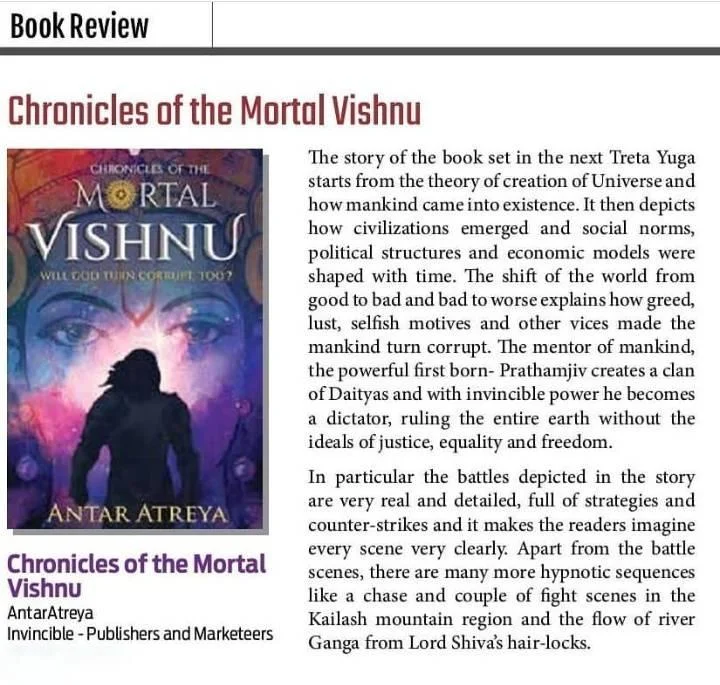 Book Review
Chronicles of the Mortal Vishnu
CHRONICLES OF THE
MORTAL
VISHNU
WILL GOD TURN CORRUPT TOO?
ANTAR ATREYA
Chronicles of the Mortal
Vishnu
AntarAtreya
Invincible - Publishers and Marketeers
The story of the book set in the next Treta Yuga
starts from the theory of creation of Universe and
how mankind came into existence. It then depicts
how civilizations emerged and social norms,
political structures and economic models were
shaped with time. The shift of the world from
good to bad and bad to worse explains how greed,
lust, selfish motives and other vices made the
mankind turn corrupt. The mentor of mankind,
the powerful first born- Prathamjiv creates a clan
of Daityas and with invincible power he becomes
a dictator, ruling the entire earth without the
ideals of justice, equality and freedom.
In particular the battles depicted in the story
are very real and detailed, full of strategies and
counter-strikes and it makes the readers imagine
every scene very clearly. Apart from the battle
scenes, there are many more hypnotic sequences
like a chase and couple of fight scenes in the
Kailash mountain region and the flow of river
Ganga from Lord Shiva's hair-locks.